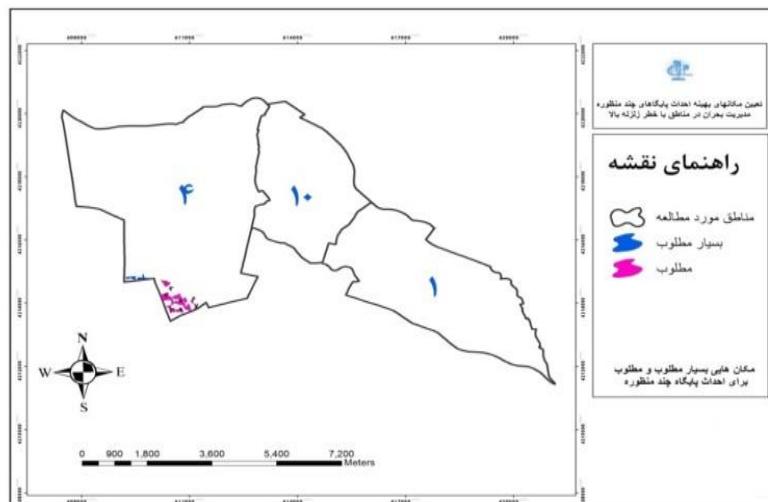 تعیین مکانهای بهینه احداث پایگاهای چند منظوره
مدیریت بحران در مناطق با خطر زلزله بالا
راهنمای نقشه
مناطق مورد مطالعه
بسیار مطلوب
مطلوب
مکان هایی بسیار مطلوب و مطلوب
برای احداث پایگاه چند منظوره
۴
۱۰
۱
N
W E
S
0 900 1,800 3,600 5,400 7,200
Meters